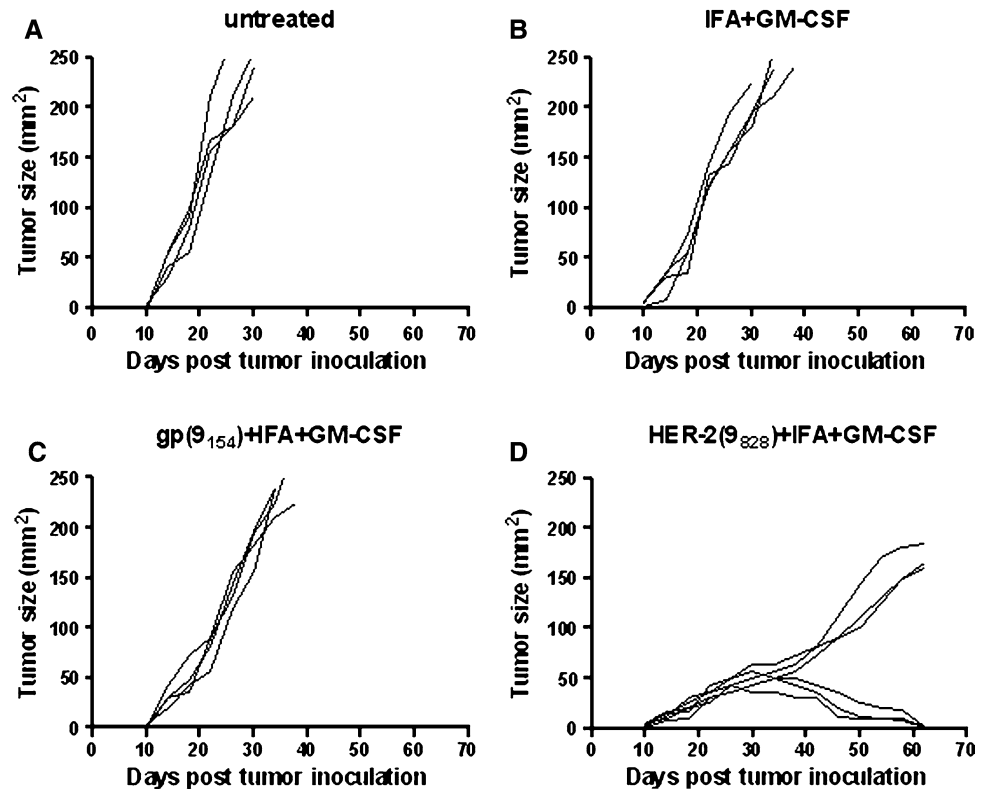 A
untreated
250
200
150
100
50
0
Tumor size (mm²)
0 10 20 30 40 50 60 70
Days post tumor inoculation
B
IFA+GM-CSF
250
200
150
100
50
0
Tumor size (mm²)
0 10 20 30 40 50 60 70
Days post tumor inoculation
C
gp(9₁₅₄)+IFA+GM-CSF
250
200
150
100
50
0
Tumor size (mm²)
0 10 20 30 40 50 60 70
Days post tumor inoculation
D
HER-2(9₈₂₈)+IFA+GM-CSF
250
200
150
100
50
0
Tumor size (mm²)
0 10 20 30 40 50 60 70
Days post tumor inoculation